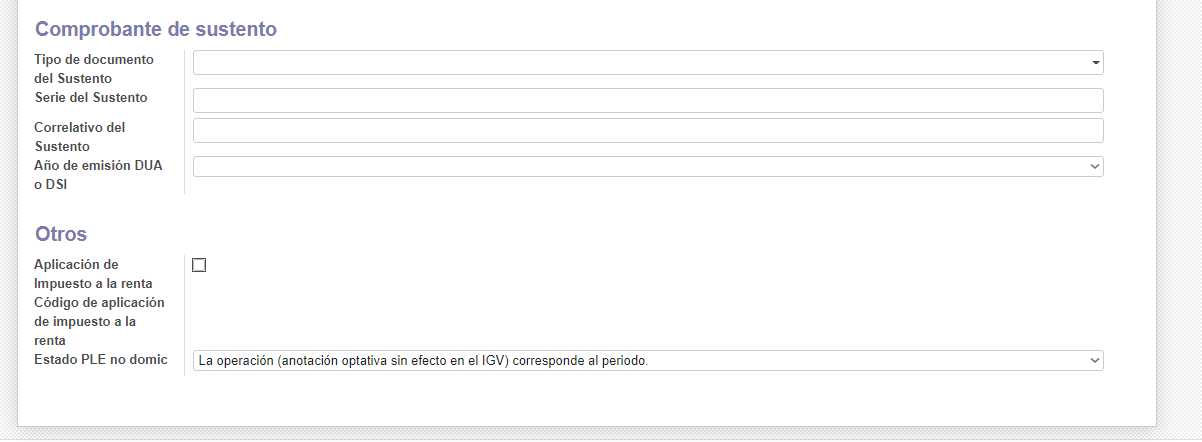 Comprobante de sustento
Tipo de documento
del Sustento
Serie del Sustento
Correlativo del
Sustento
Año de emisión DUA
o DSI
Otros
Aplicación de
Impuesto a la renta
Código de aplicación
de impuesto a la
renta
Estado PLE no domic
La operación (anotación optativa sin efecto en el IGV) corresponde al periodo.